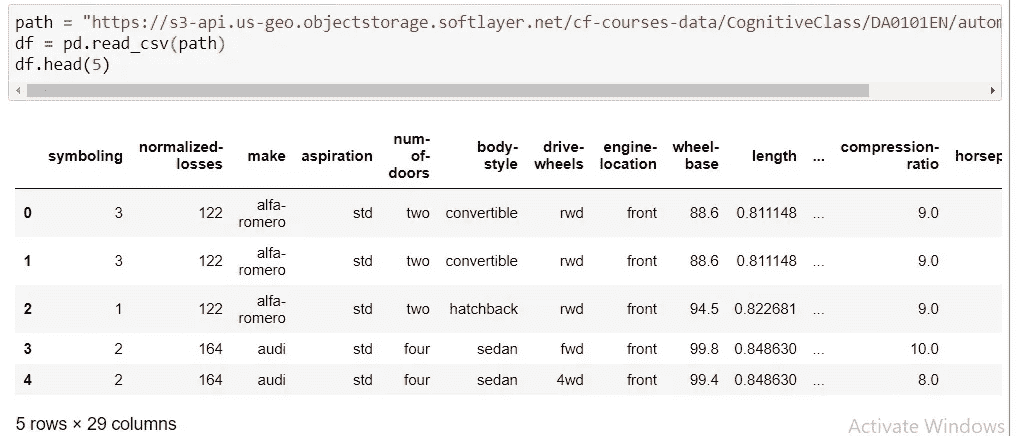 path = "https://s3-api.us-geo.objectstorage.softlayer.net/cf-courses-data/CognitiveClass/DA0101EN/autom
df = pd.read_csv(path)
df.head(5)
symboling normalized-losses make aspiration num-of-doors body-style drive-wheels engine-location wheel-base length ... compression-ratio horsep
0 3 122 alfa-romero std two convertible rwd front 88.6 0.811148 ... 9.0
1 3 122 alfa-romero std two convertible rwd front 88.6 0.811148 ... 9.0
2 1 122 alfa-romero std two hatchback rwd front 94.5 0.822681 ... 9.0
3 2 164 audi std four sedan fwd front 99.8 0.848630 ... 10.0
4 2 164 audi std four sedan 4wd front 99.4 0.848630 ... 8.0
5 rows × 29 columns
Activate Windows